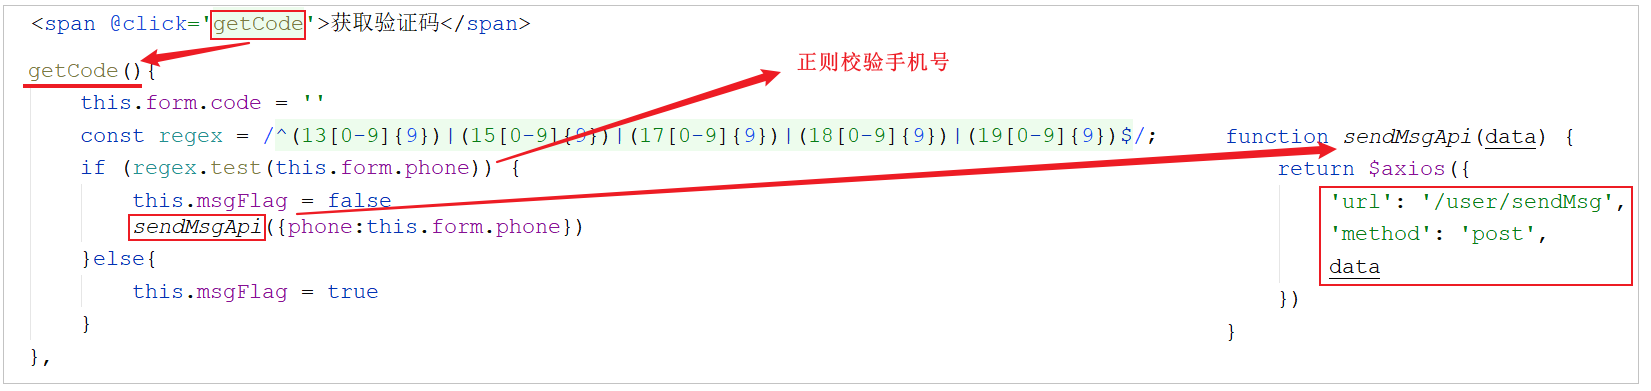 <span @click='getCode'>获取验证码</span>
getCode(){
this.form.code = ''
const regex = /^(13[0-9]{9})|(15[0-9]{9})|(17[0-9]{9})|(18[0-9]{9})|(19[0-9]{9})$/;
if (regex.test(this.form.phone)) {
this.msgFlag = false
sendMsgApi({phone:this.form.phone})
}else{
this.msgFlag = true
}
},
正则校验手机号
function sendMsgApi(data) {
return $axios({
'url': '/user/sendMsg',
'method': 'post',
data
})
}